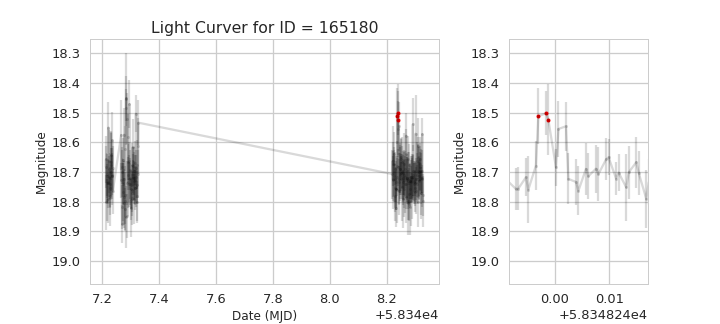 Light Curver for ID = 165180
Magnitude
18.3
18.4
18.5
18.6
18.7
18.8
18.9
19.0
7.2 7.4 7.6 7.8 8.0 8.2
Date (MJD)
+5.834e4
Magnitude
18.3
18.4
18.5
18.6
18.7
18.8
18.9
19.0
0.00 0.01
+5.834824e4